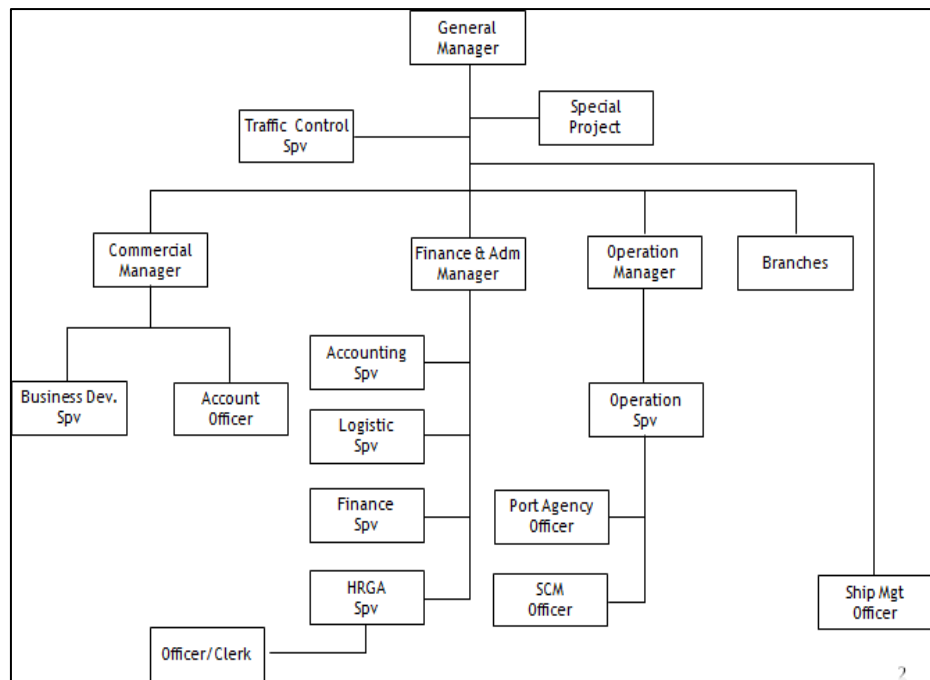 General
Manager
Special
Project
Traffic Control
Spv
Commercial
Manager
Finance & Adm
Manager
Operation
Manager
Branches
Accounting
Spv
Business Dev.
Spv
Account
Officer
Operation
Spv
Logistic
Spv
Finance
Spv
Port Agency
Officer
HRGA
Spv
SCM
Officer
Ship Mgt
Officer
Officer/Clerk
2